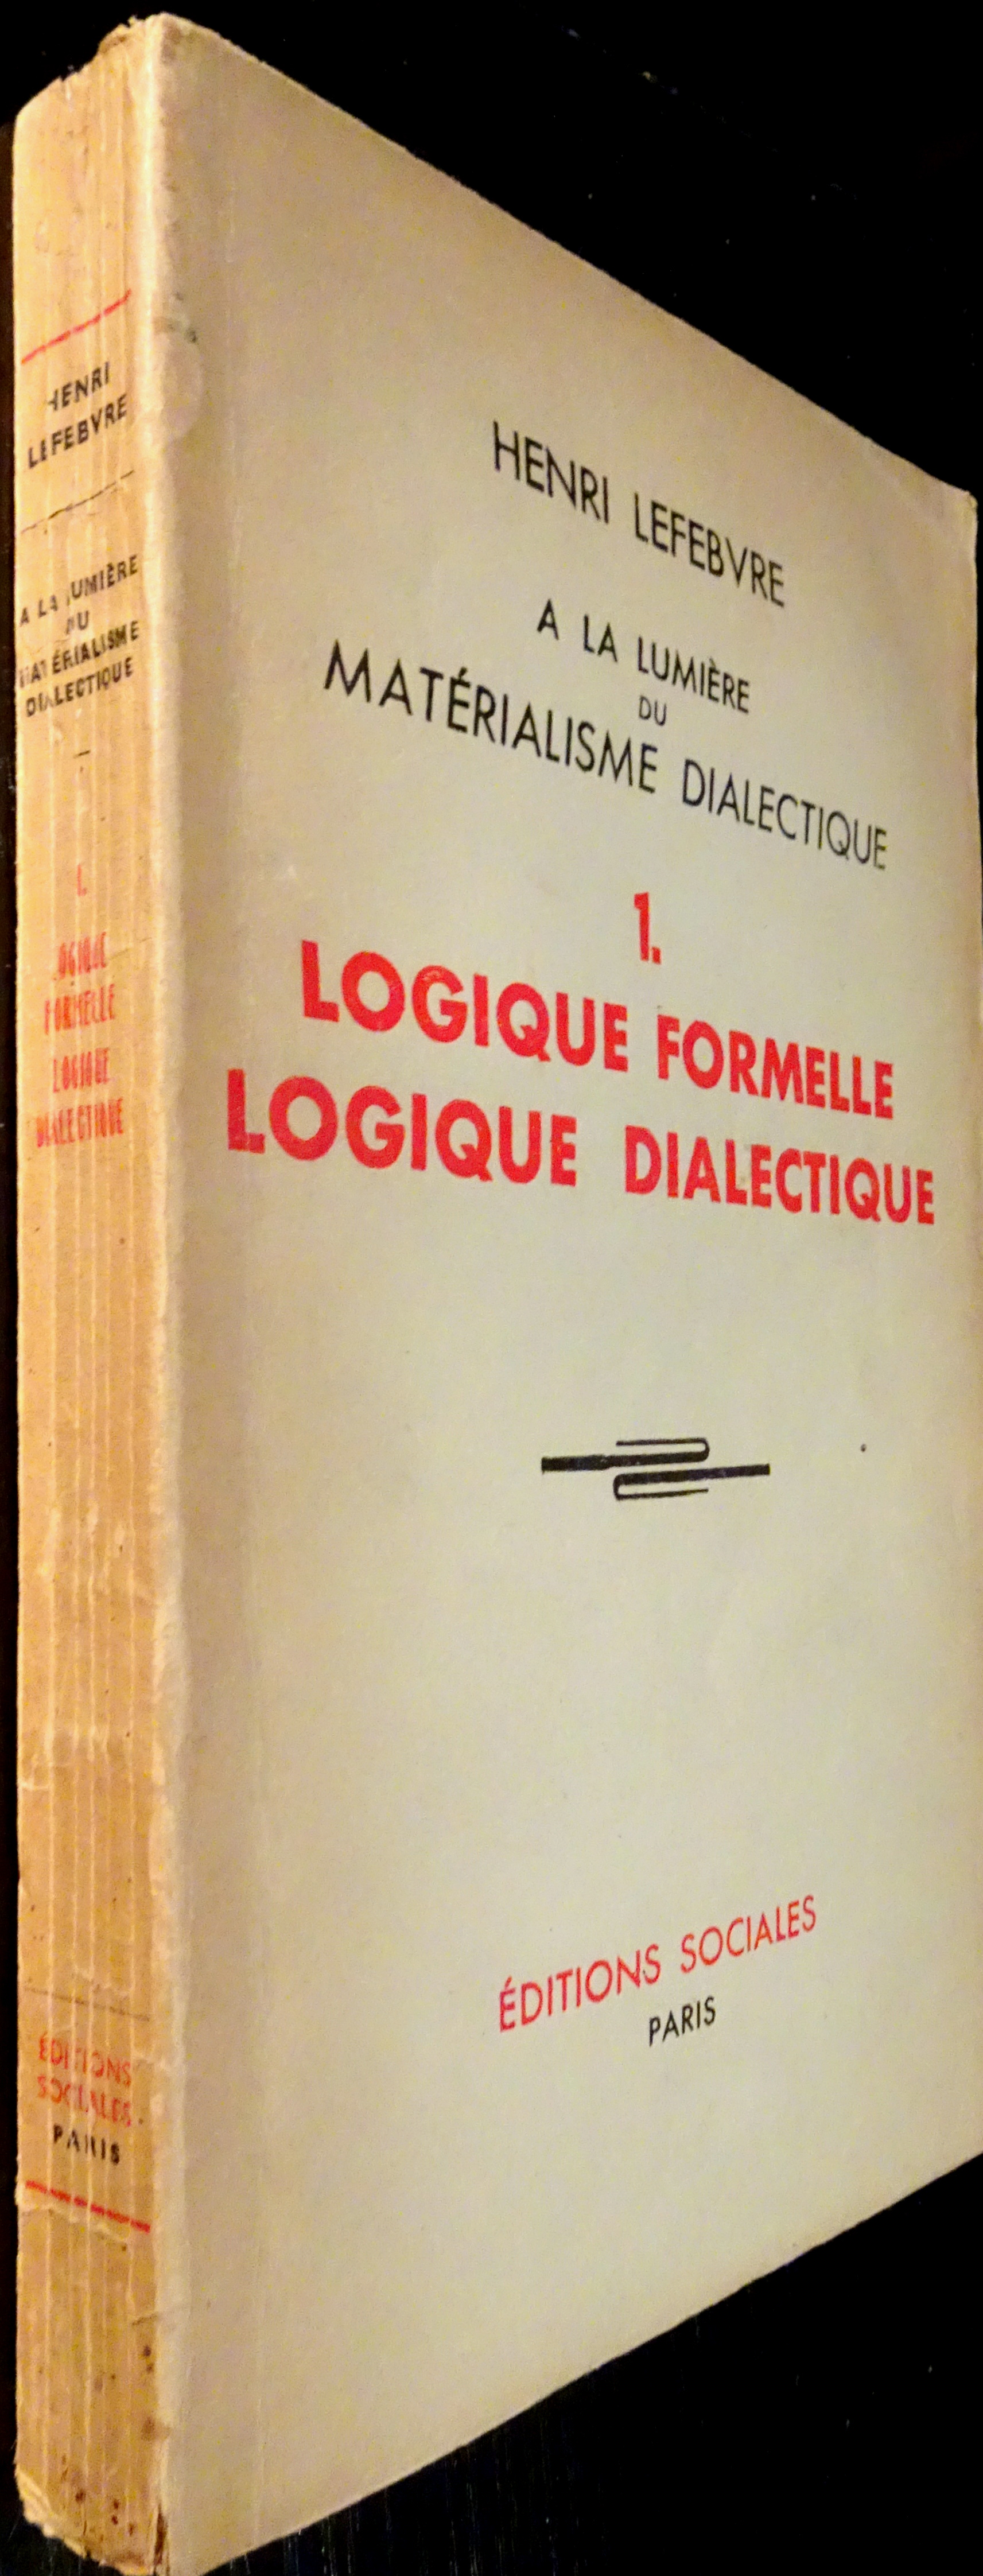 HENRI
LEFEBVRE
A LA LUMIÈRE
DU
MATÉRIALISME
DIALECTIQUE
1.
LOGIQUE
FORMELLE
LOGIQUE
DIALECTIQUE
ÉDITIONS
SOCIALES
PARIS
HENRI LEFEBVRE
A LA LUMIÈRE
DU
MATÉRIALISME DIALECTIQUE
1.
LOGIQUE FORMELLE
LOGIQUE DIALECTIQUE
ÉDITIONS SOCIALES
PARIS